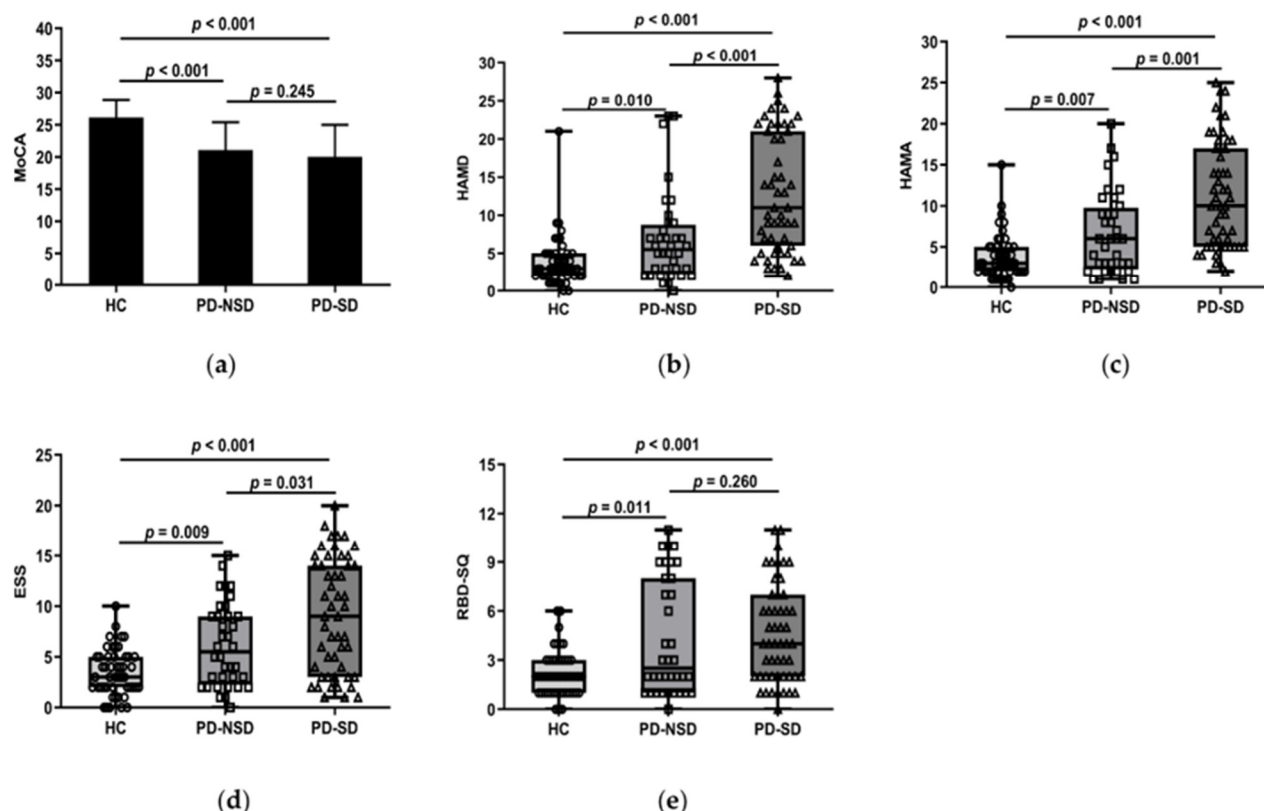 p < 0.001
p < 0.001
p = 0.245
MoCA
40
35
30
25
20
15
10
5
0
HC PD-NSD PD-SD
(a)
p < 0.001
p < 0.001
p = 0.010
HAMD
30
25
20
15
10
5
0
HC PD-NSD PD-SD
(b)
p < 0.001
p = 0.001
p = 0.007
HAMA
30
25
20
15
10
5
0
HC PD-NSD PD-SD
(c)
p < 0.001
p = 0.031
p = 0.009
ESS
25
20
15
10
5
0
HC PD-NSD PD-SD
(d)
p < 0.001
p = 0.260
p = 0.011
RBD-SQ
15
12
9
6
3
0
HC PD-NSD PD-SD
(e)